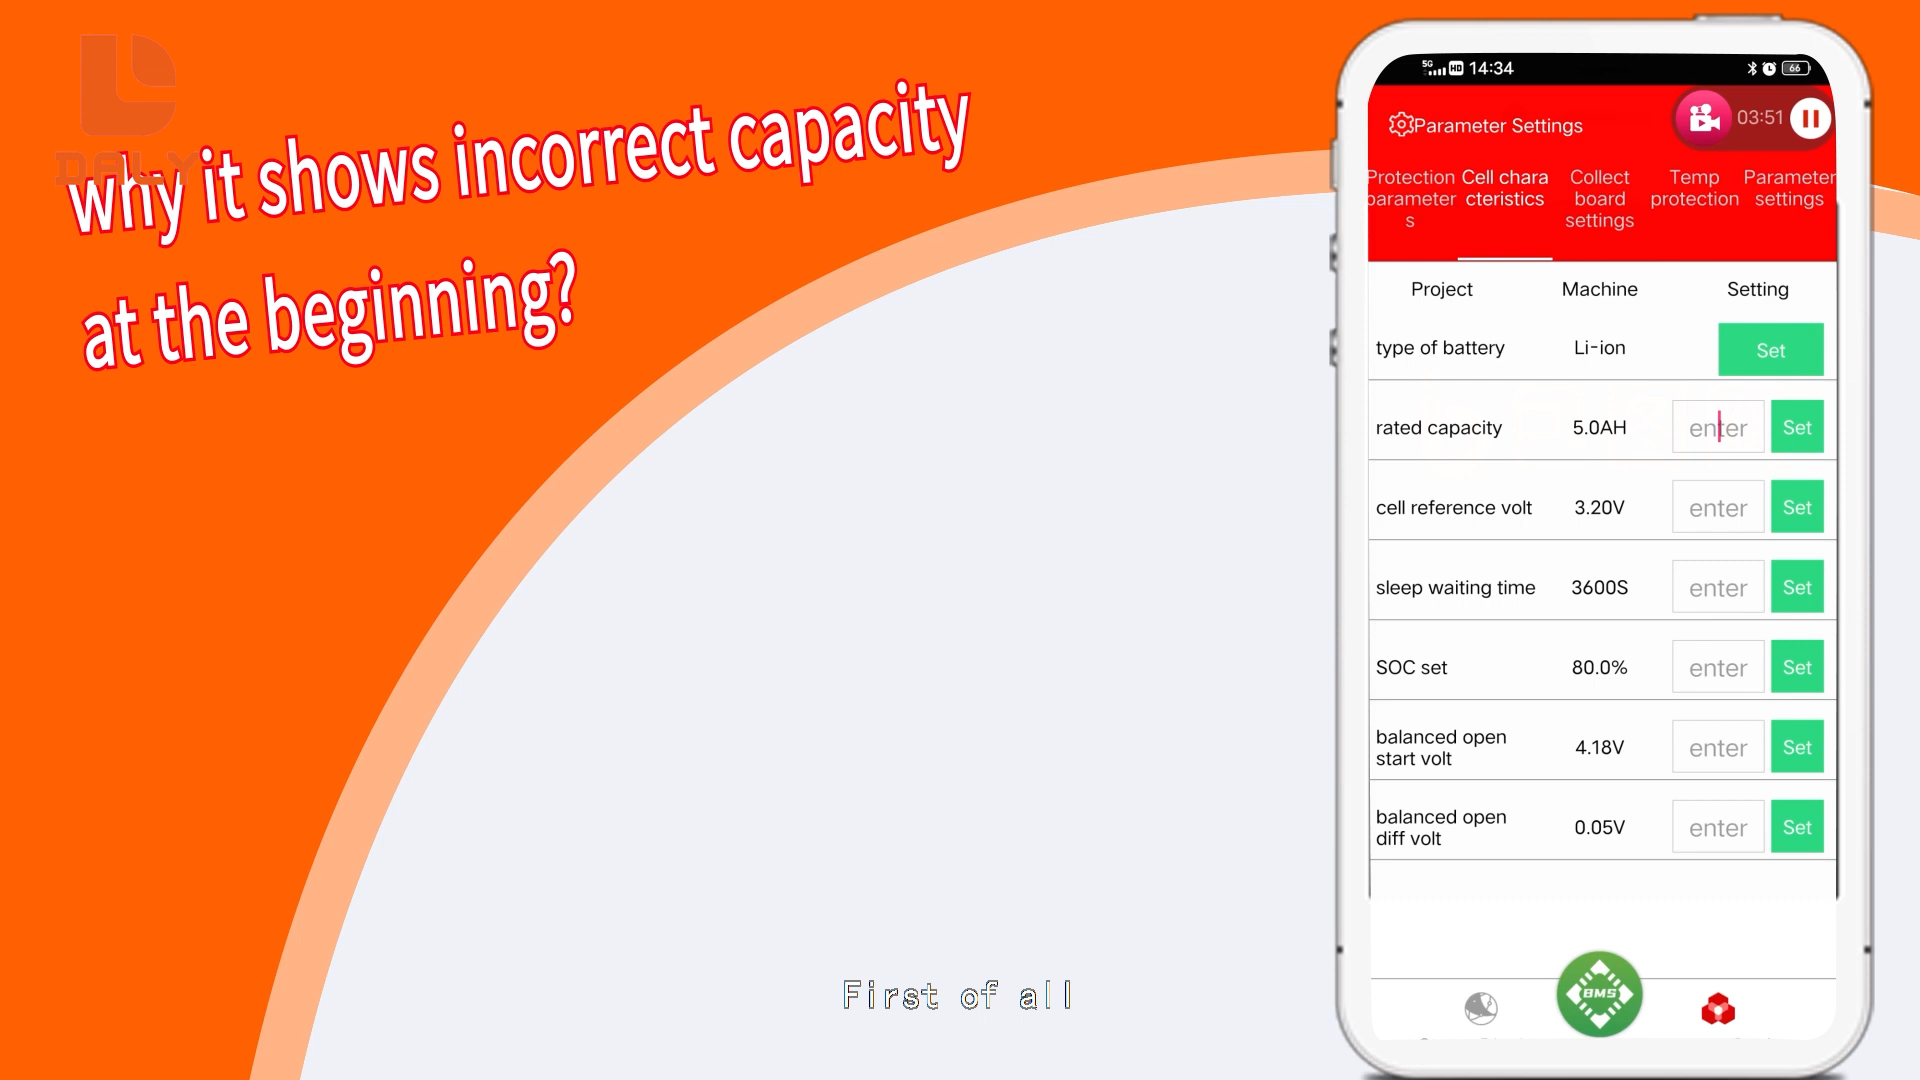 DALY
why it shows incorrect capacity
at the beginning?
5G HD 14:34 66
Parameter Settings 03:51
Protection
parameter
s
Cell chara
cteristics
Collect
board
settings
Temp
protection
Parameter
settings
Project Machine Setting
type of battery Li-ion Set
rated capacity 5.0AH enter Set
cell reference volt 3.20V enter Set
sleep waiting time 3600S enter Set
SOC set 80.0% enter Set
balanced open
start volt 4.18V enter Set
balanced open
diff volt 0.05V enter Set
BMS
First of all